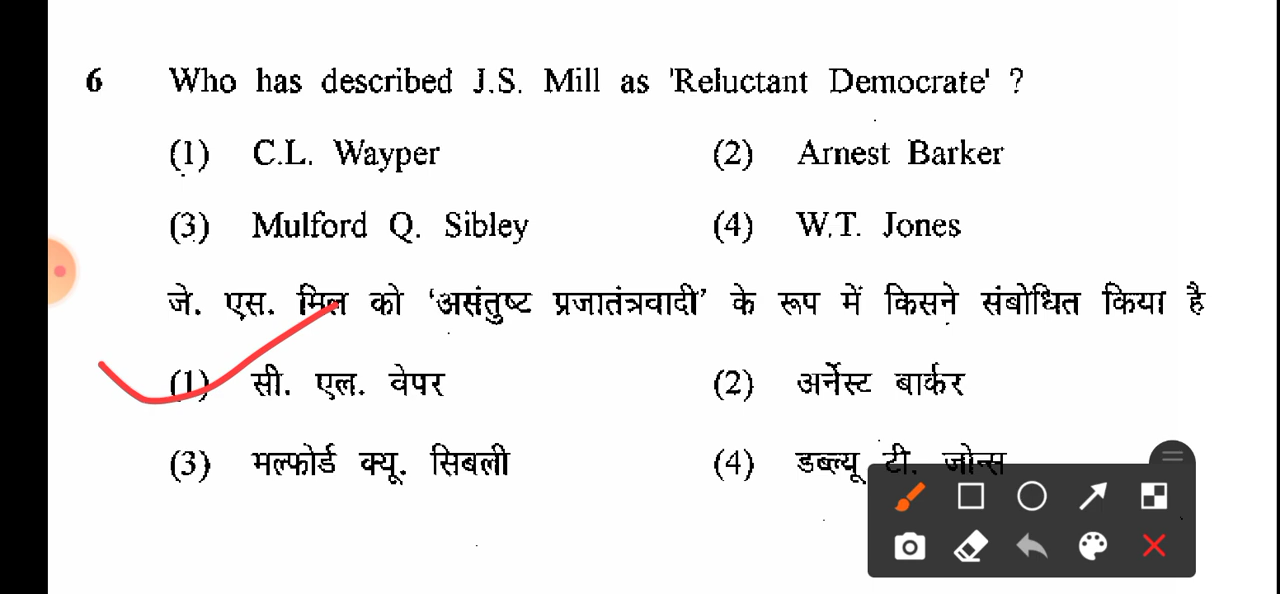 6 Who has described J.S. Mill as 'Reluctant Democrate' ?
(1) C.L. Wayper (2) Arnest Barker
(3) Mulford Q. Sibley (4) W.T. Jones
जे. एस. मिल को ‘असंतुष्ट प्रजातंत्रवादी’ के रूप में किसने संबोधित किया है
(1) सी. एल. वेपर (2) अर्नेस्ट बार्कर
(3) मल्फोर्ड क्यू. सिबली (4) डब्ल्यू टी. जोन्स